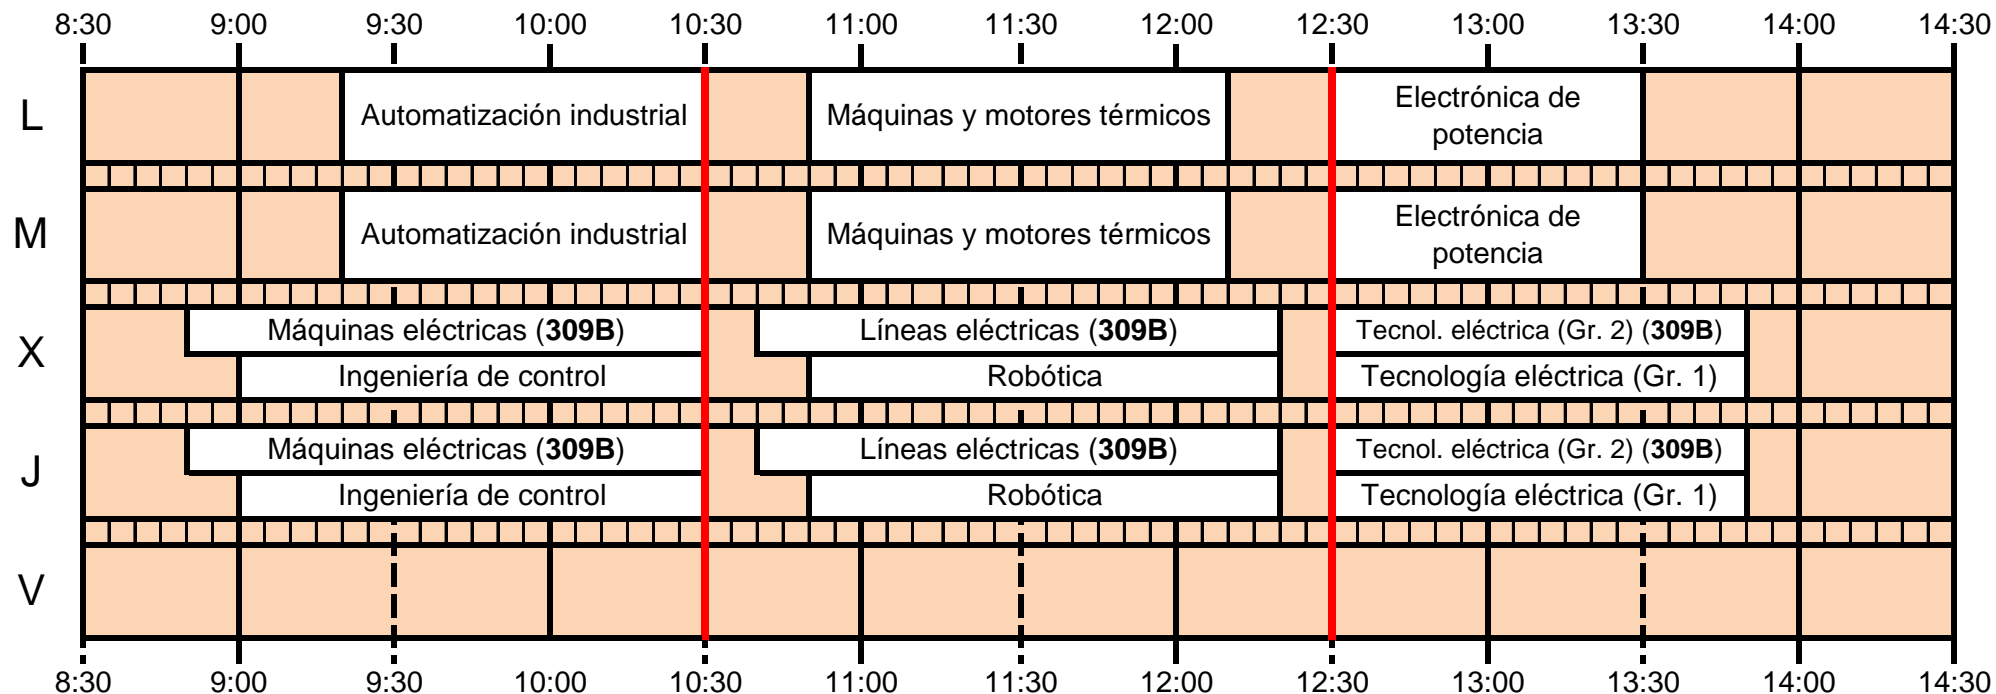 8:30 9:00 9:30 10:00 10:30 11:00 11:30 12:00 12:30 13:00 13:30 14:00 14:30
L
Automatización industrial
Máquinas y motores térmicos
Electrónica de
potencia
M
Automatización industrial
Máquinas y motores térmicos
Electrónica de
potencia
X
Máquinas eléctricas (309B)
Líneas eléctricas (309B)
Tecnol. eléctrica (Gr. 2) (309B)
Ingeniería de control
Robótica
Tecnología eléctrica (Gr. 1)
J
Máquinas eléctricas (309B)
Líneas eléctricas (309B)
Tecnol. eléctrica (Gr. 2) (309B)
Ingeniería de control
Robótica
Tecnología eléctrica (Gr. 1)
V
8:30 9:00 9:30 10:00 10:30 11:00 11:30 12:00 12:30 13:00 13:30 14:00 14:30